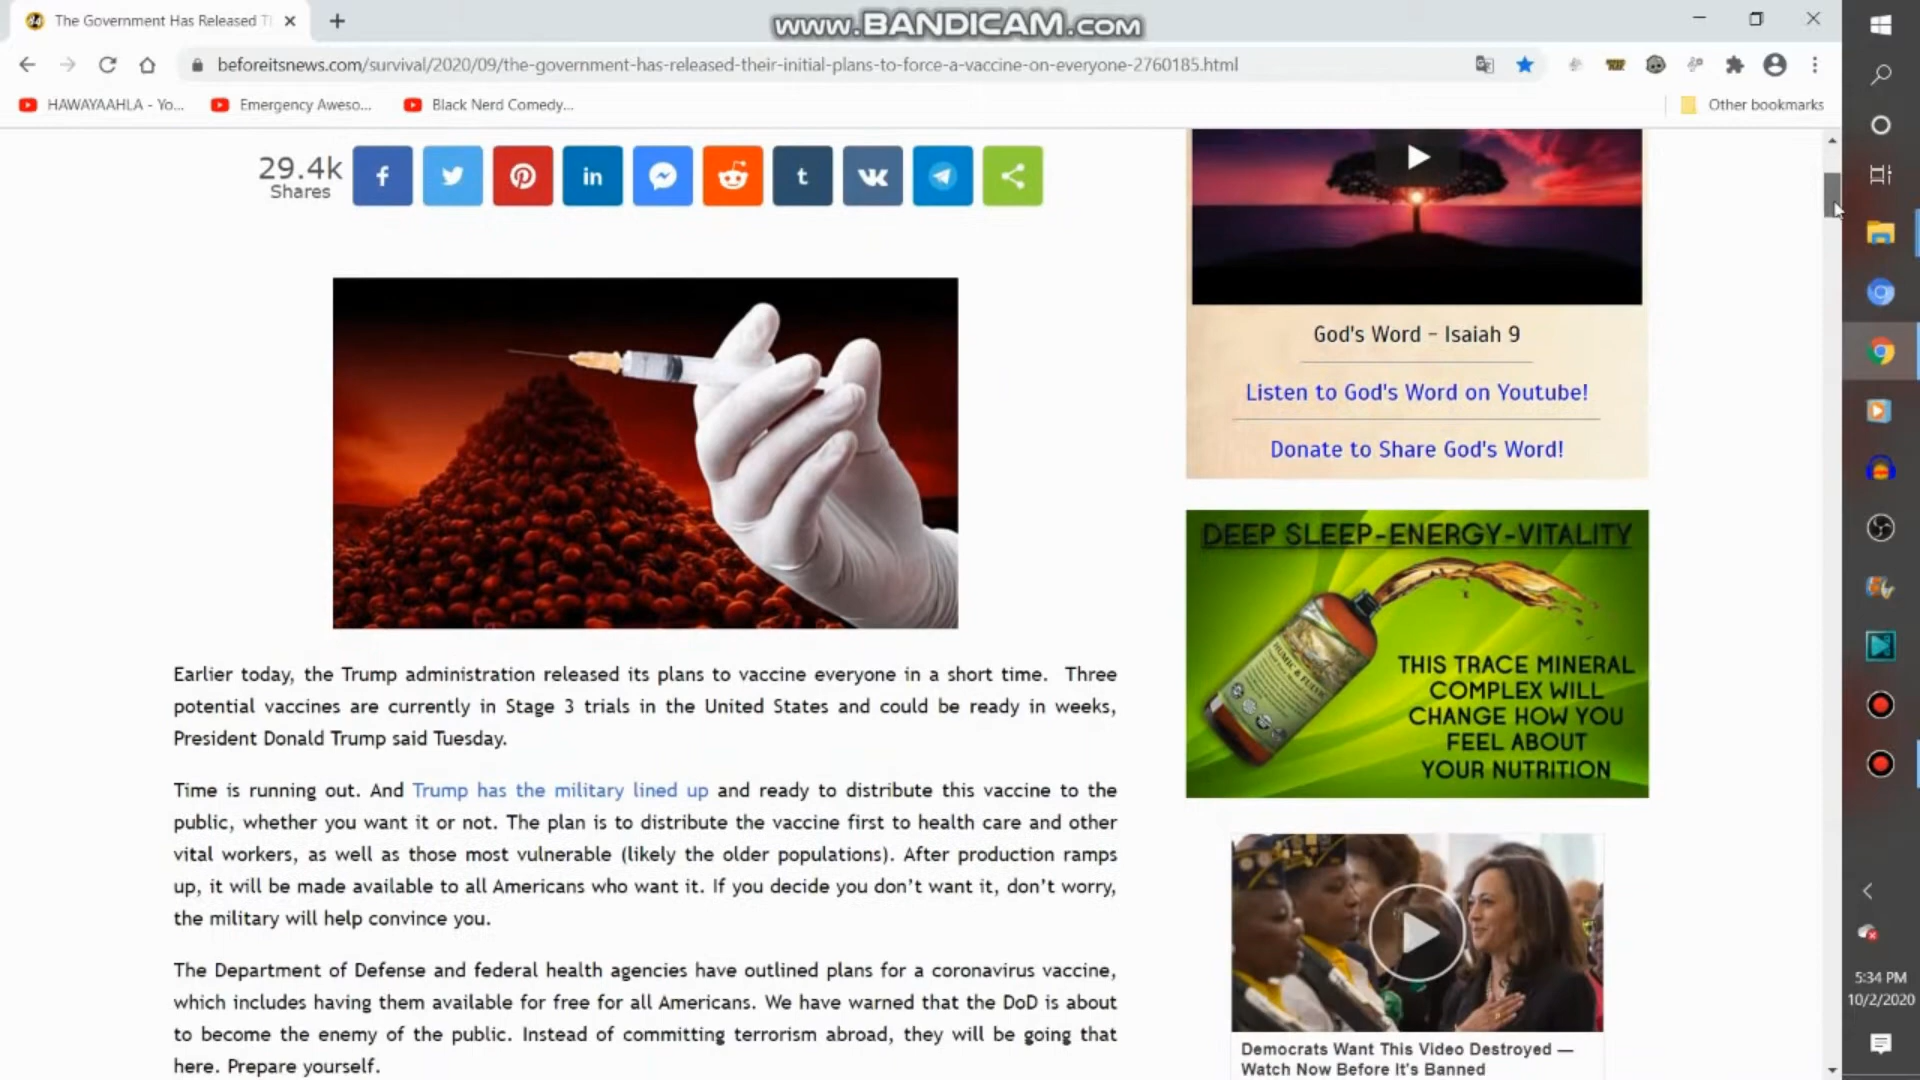 The Government Has Released T
www.BANDICAM.com
beforeitsnews.com/survival/2020/09/the-government-has-released-their-initial-plans-to-force-a-vaccine-on-everyone-2760185.html
HAWAYAAHLA - Yo...
Emergency Aweso...
Black Nerd Comedy...
Other bookmarks
29.4k
Shares
Earlier today, the Trump administration released its plans to vaccine everyone in a short time. Three
potential vaccines are currently in Stage 3 trials in the United States and could be ready in weeks,
President Donald Trump said Tuesday.
Time is running out. And Trump has the military lined up and ready to distribute this vaccine to the
public, whether you want it or not. The plan is to distribute the vaccine first to health care and other
vital workers, as well as those most vulnerable (likely the older populations). After production ramps
up, it will be made available to all Americans who want it. If you decide you don't want it, don't worry,
the military will help convince you.
The Department of Defense and federal health agencies have outlined plans for a coronavirus vaccine,
which includes having them available for free for all Americans. We have warned that the DoD is about
to become the enemy of the public. Instead of committing terrorism abroad, they will be going that
here. Prepare yourself.
God's Word - Isaiah 9
Listen to God's Word on Youtube!
Donate to Share God's Word!
DEEP SLEEP-ENERGY-VITALITY
HUMIC & FULVIC
THIS TRACE MINERAL
COMPLEX WILL
CHANGE HOW YOU
FEEL ABOUT
YOUR NUTRITION
Democrats Want This Video Destroyed —
Watch Now Before It's Banned
5:34 PM
10/2/2020